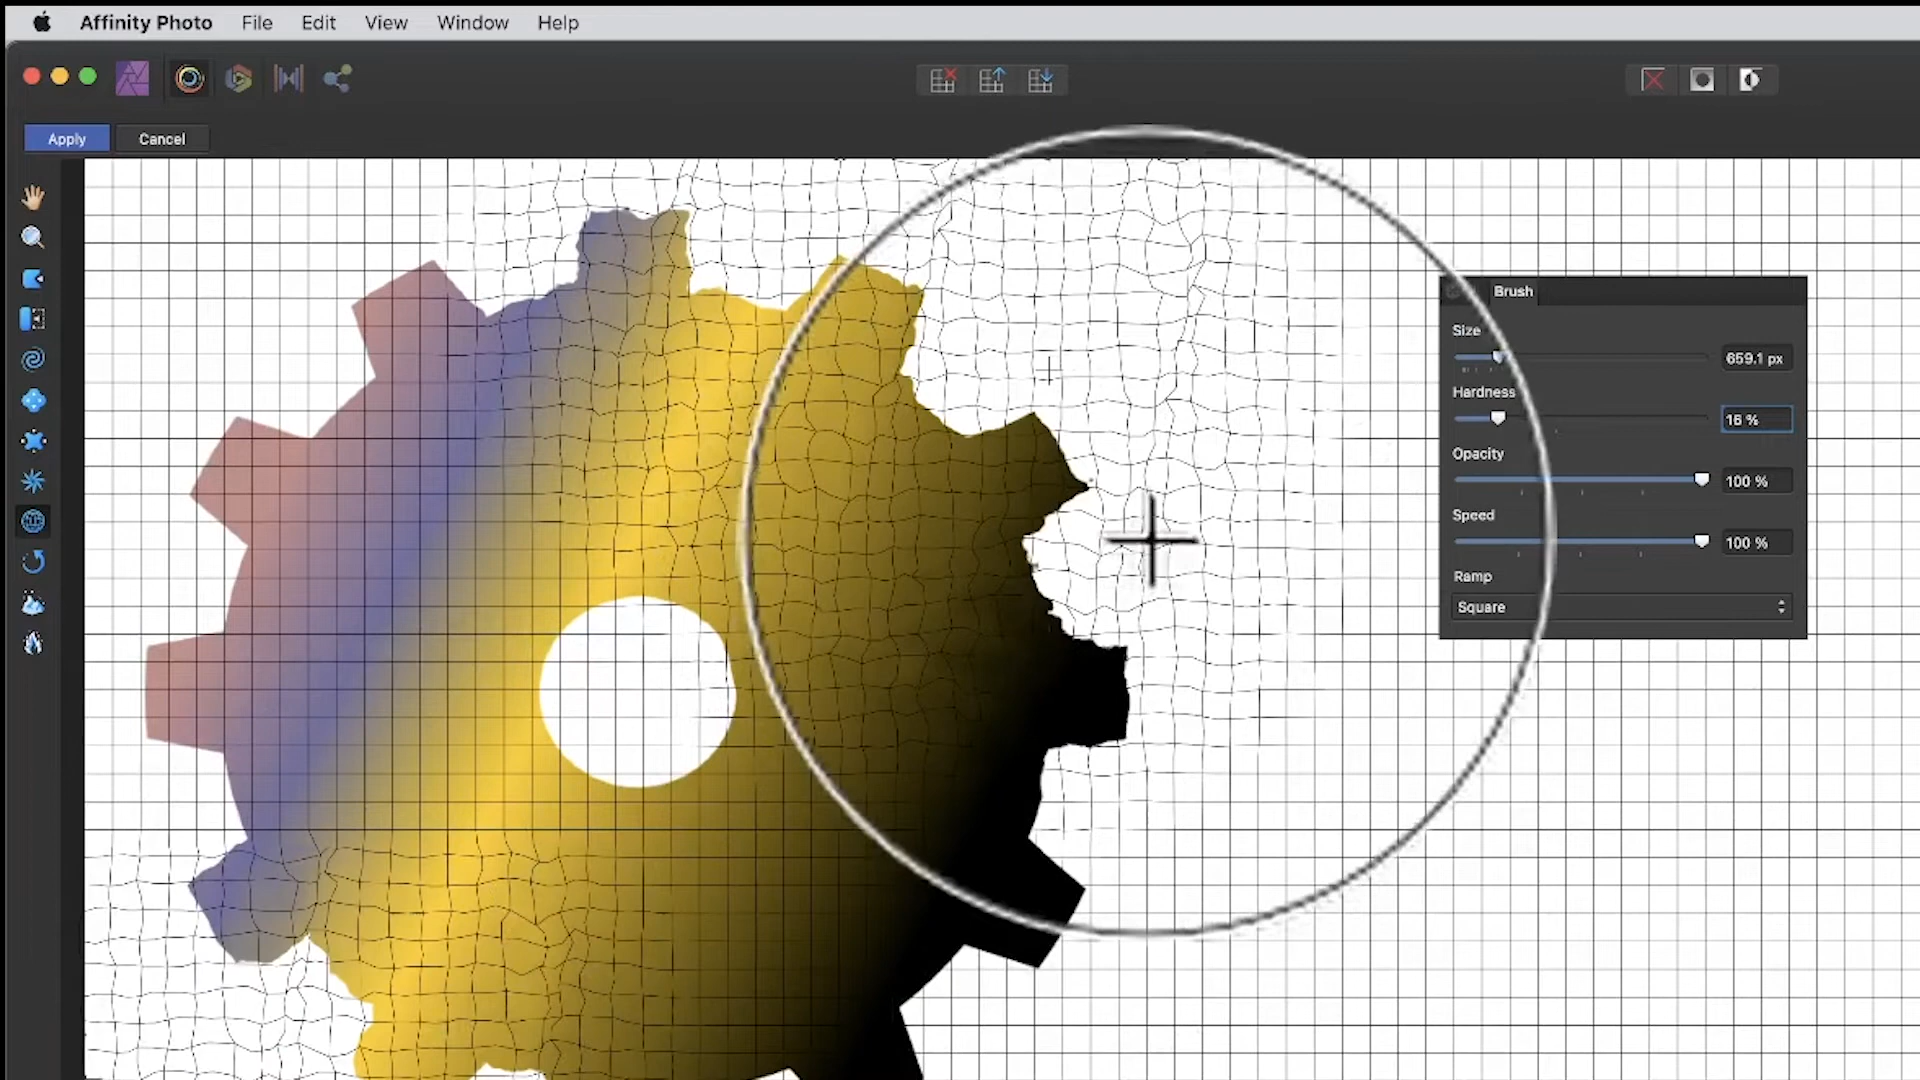 Affinity Photo File Edit View Window Help
Apply Cancel
Brush
Size
659.1 px
Hardness
16 %
Opacity
100 %
Speed
100 %
Ramp
Square